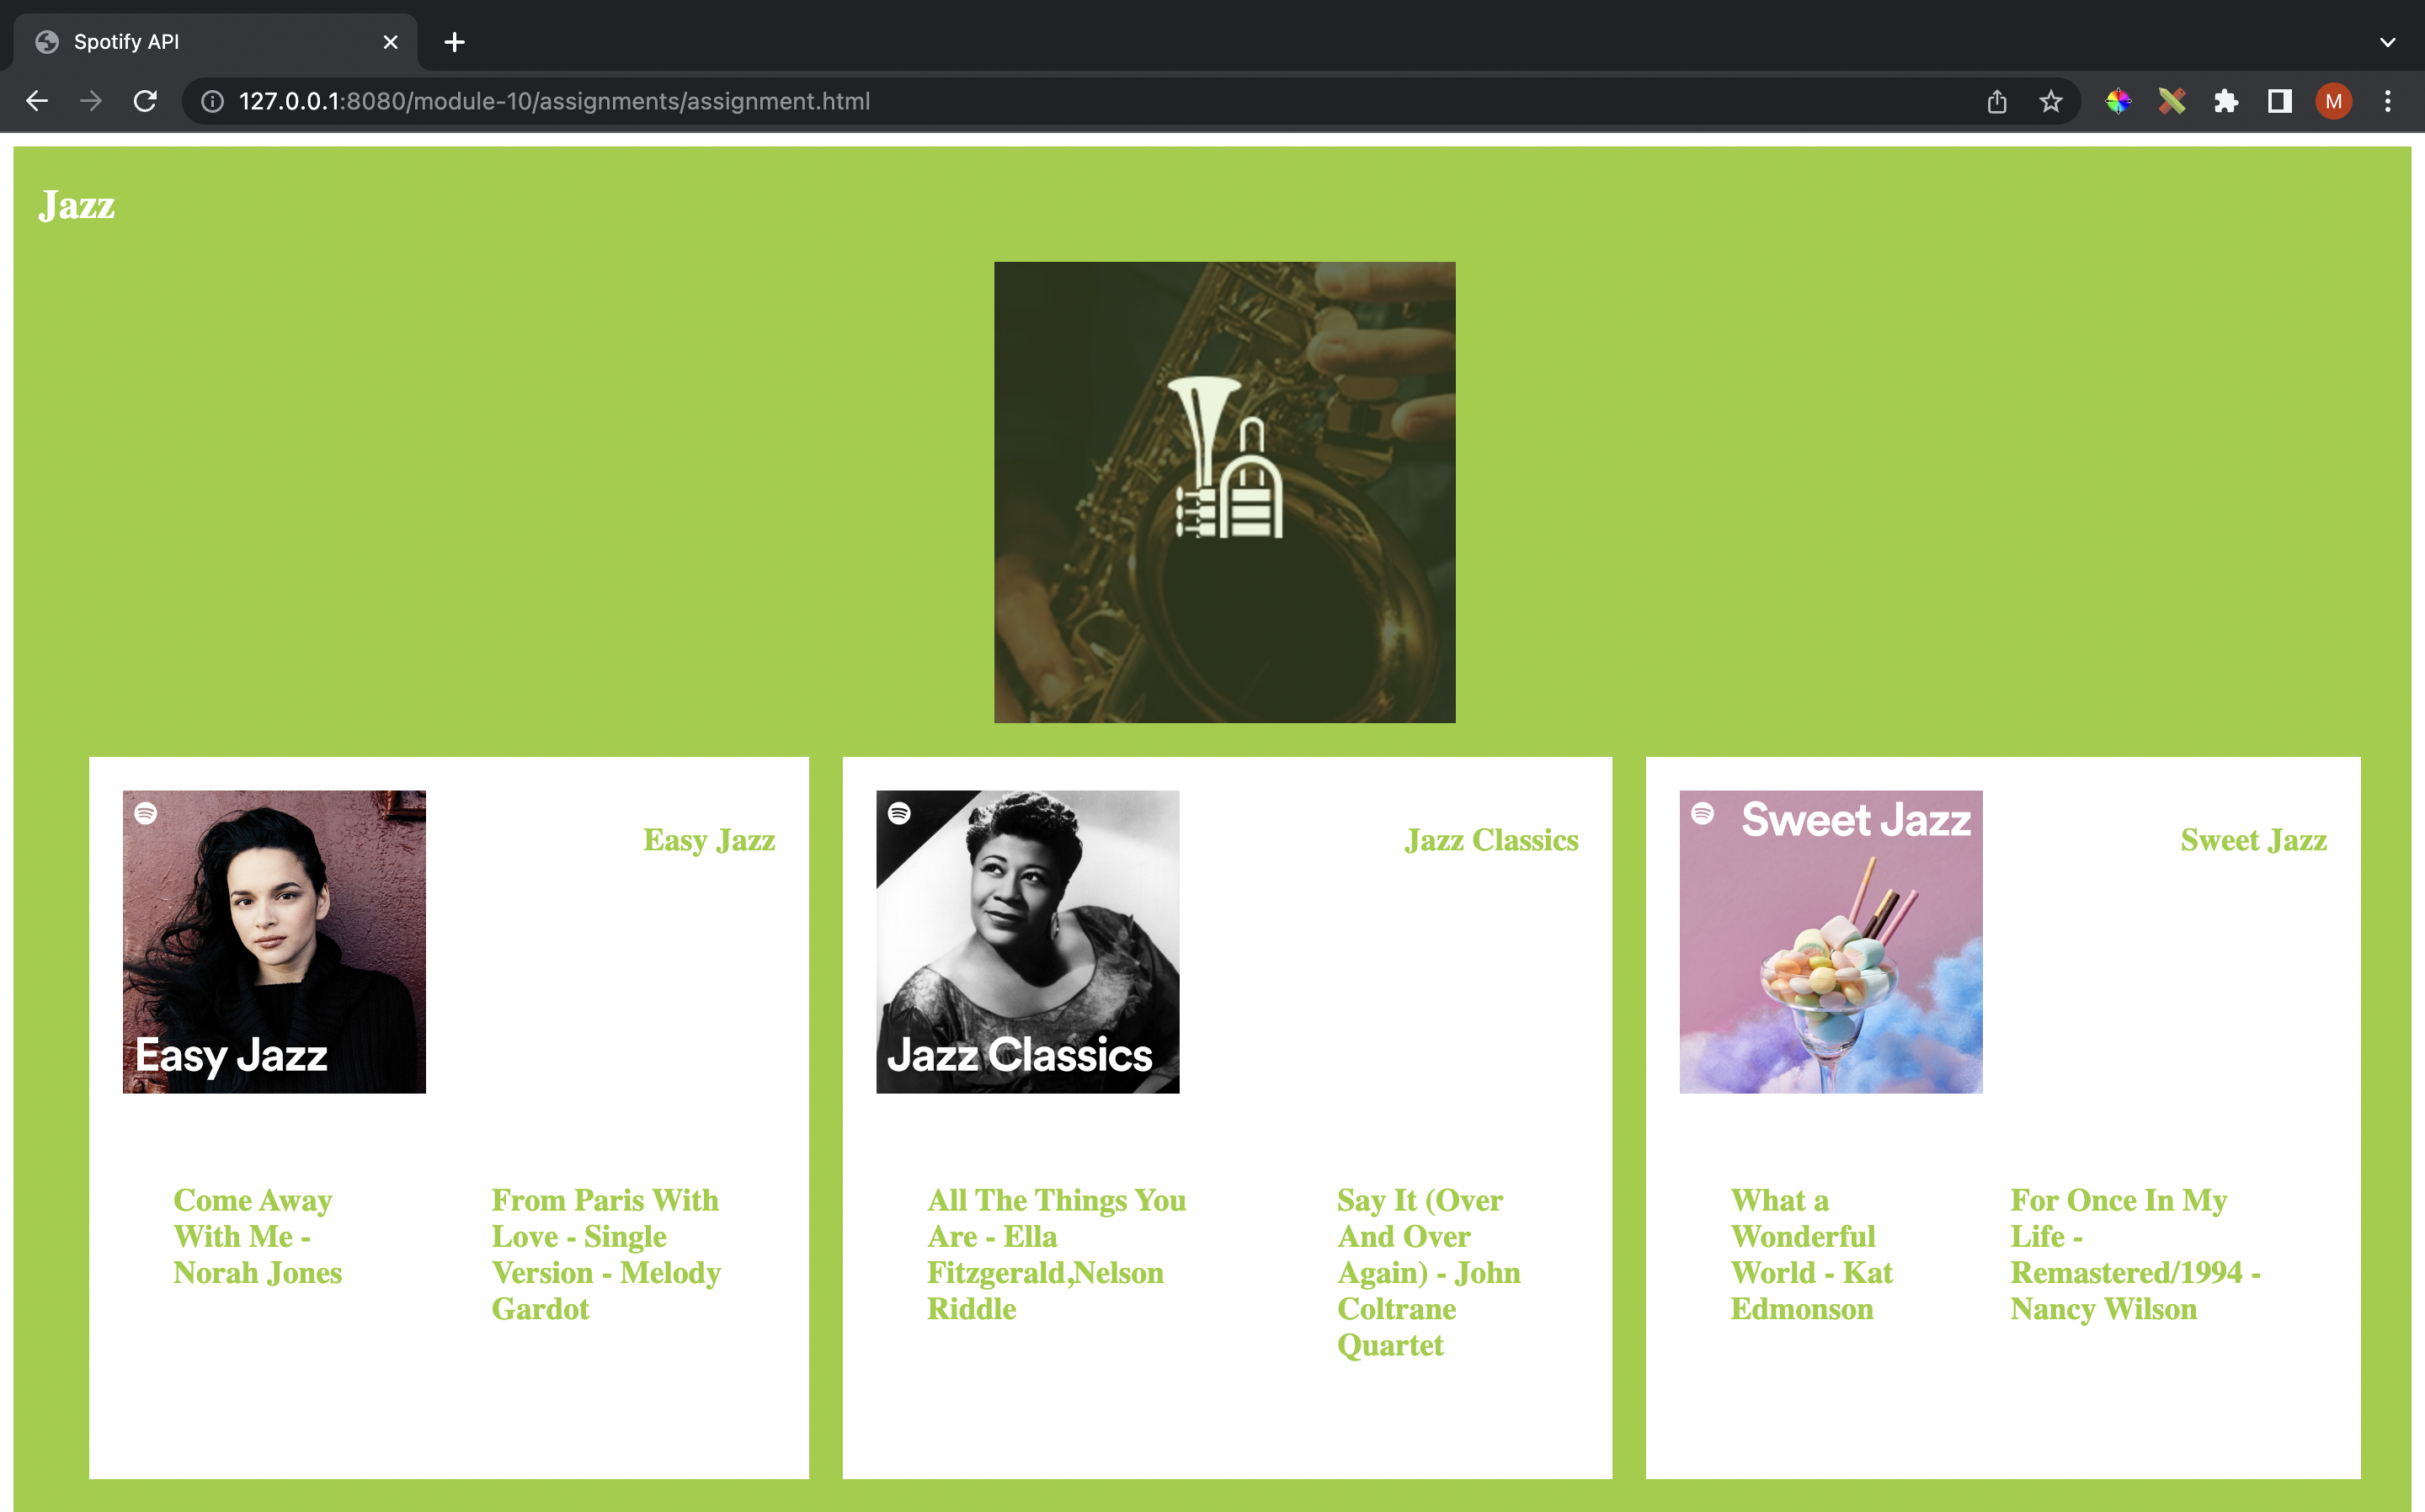 Spotify API
127.0.0.1:8080/module-10/assignments/assignment.html
M
Jazz
Easy Jazz
Easy Jazz
Come Away
With Me -
Norah Jones
From Paris With
Love - Single
Version - Melody
Gardot
Jazz Classics
Jazz Classics
All The Things You
Are - Ella
Fitzgerald,Nelson
Riddle
Say It (Over
And Over
Again) - John
Coltrane
Quartet
Sweet Jazz
Sweet Jazz
What a
Wonderful
World - Kat
Edmonson
For Once In My
Life -
Remastered/1994 -
Nancy Wilson